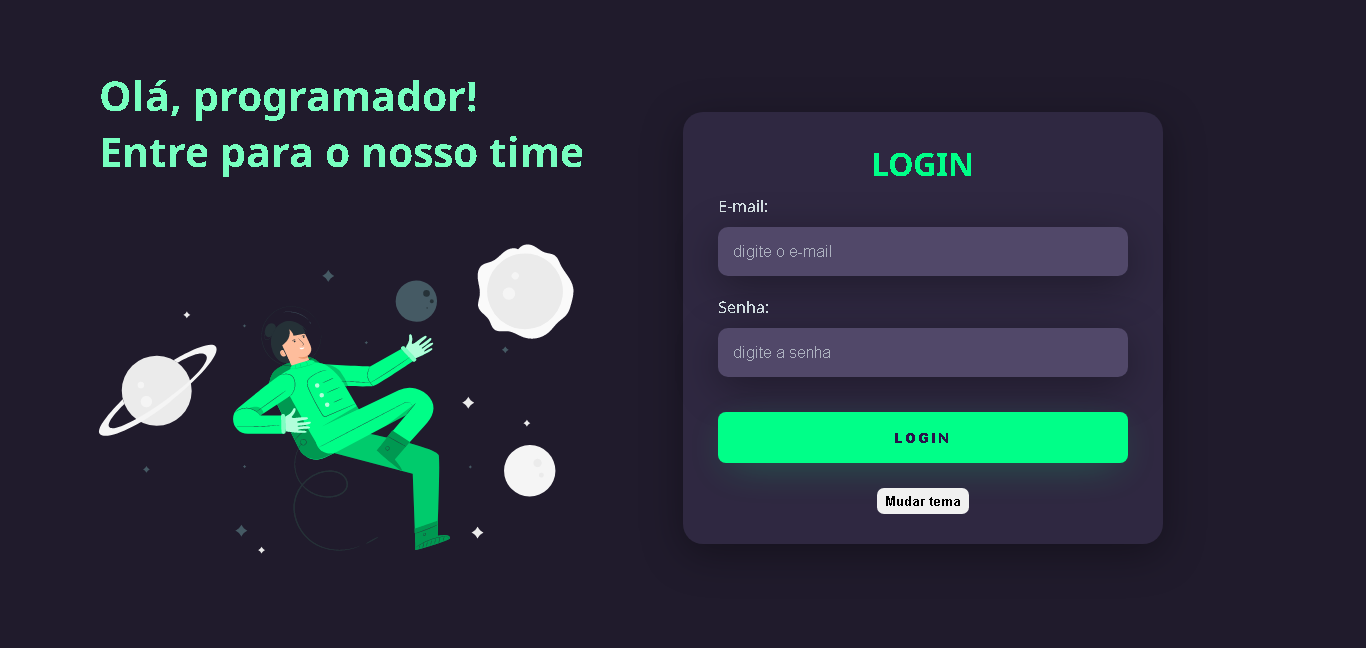 Olá, programador!
Entre para o nosso time
LOGIN
E-mail:
digite o e-mail
Senha:
digite a senha
LOGIN
Mudar tema